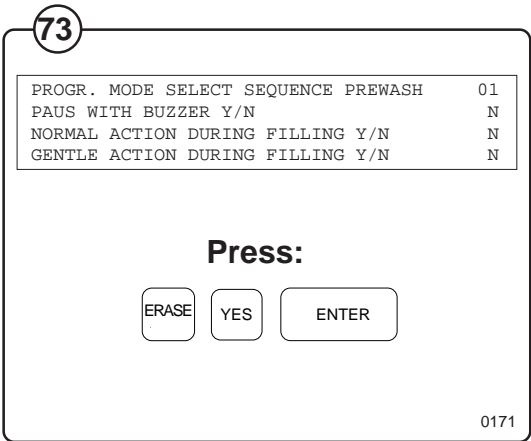 73
PROGR. MODE SELECT SEQUENCE PREWASH 01
PAUS WITH BUZZER Y/N N
NORMAL ACTION DURING FILLING Y/N N
GENTLE ACTION DURING FILLING Y/N N
Press:
ERASE YES ENTER
0171